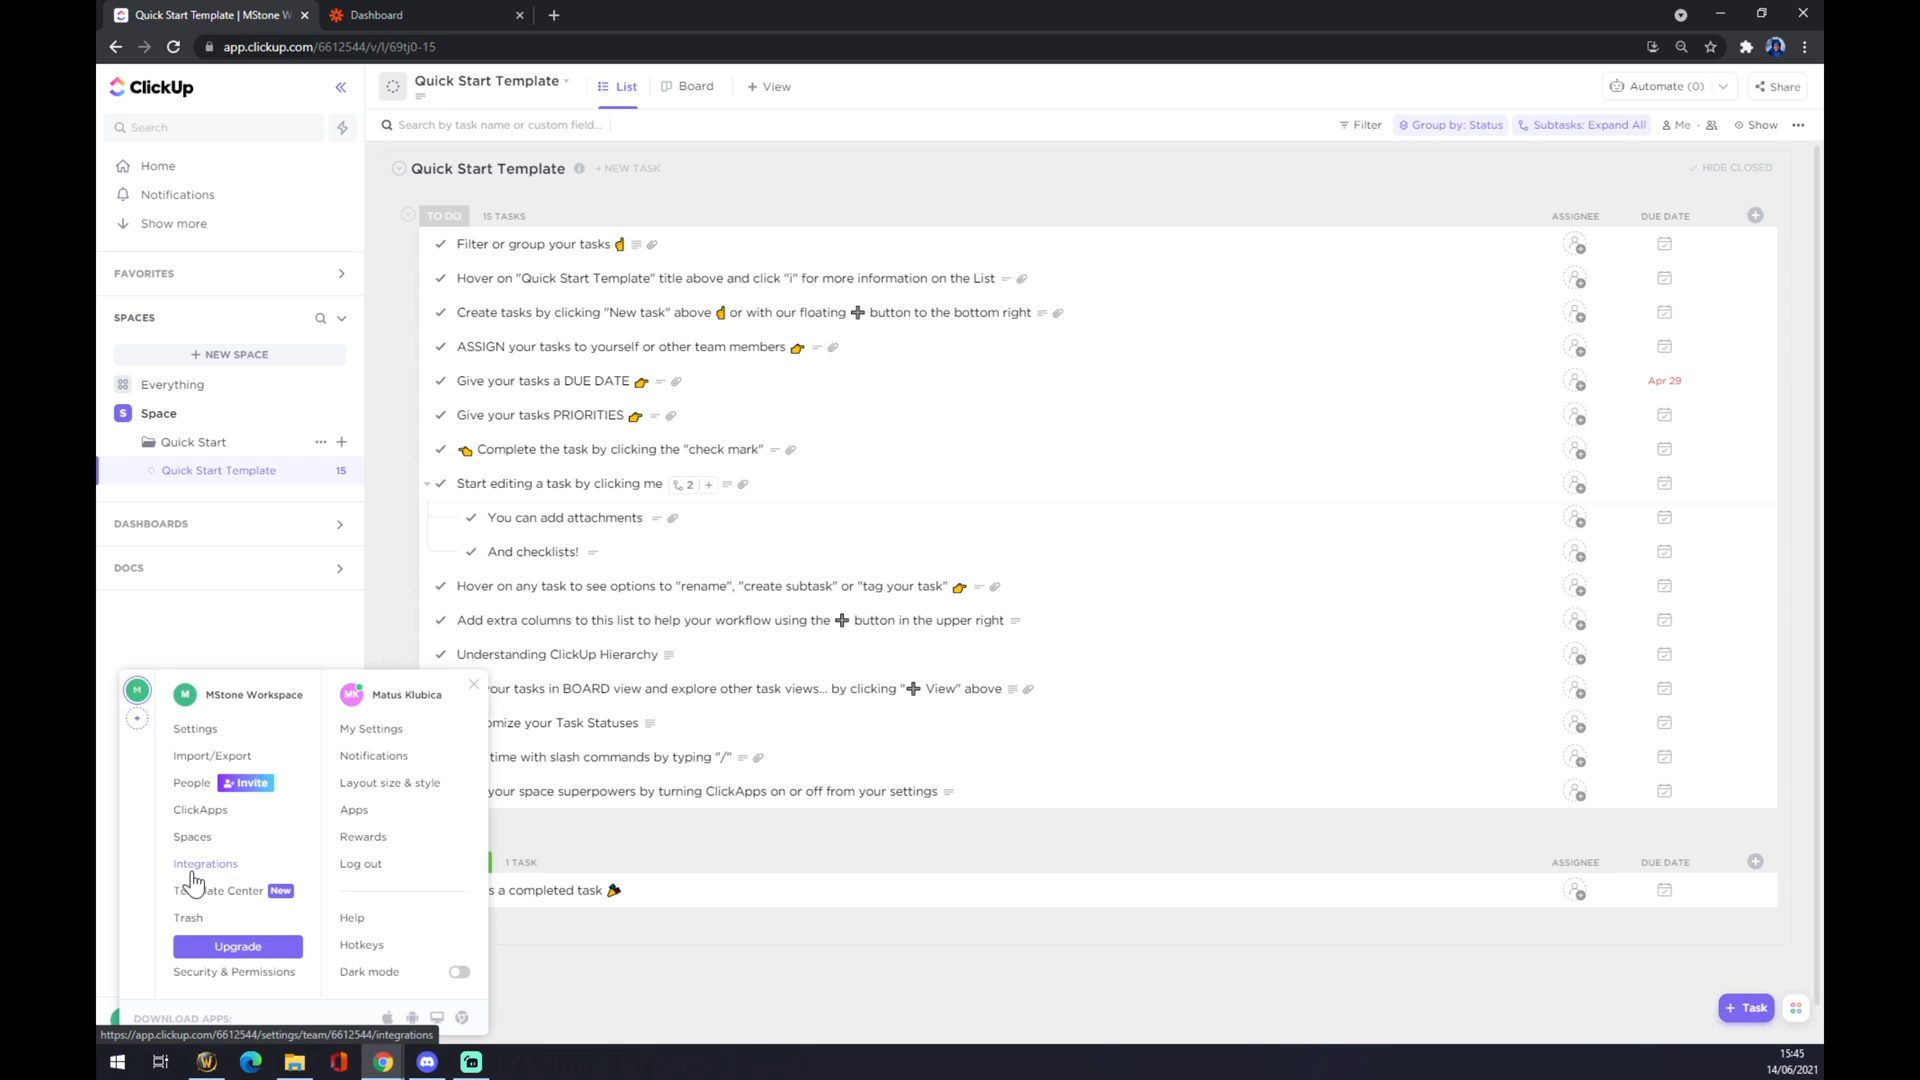 Quick Start Template | MStone W
Dashboard
app.clickup.com/6612544/v/l/69tj0-15
ClickUp
Search
Home
Notifications
Show more
FAVORITES
SPACES
+ NEW SPACE
Everything
S Space
Quick Start
Quick Start Template 15
DASHBOARDS
DOCS
Quick Start Template
List
Board
+ View
Automate (0)
Share
Search by task name or custom field...
Filter
Group by: Status
Subtasks: Expand All
Me
Show
Quick Start Template + NEW TASK
HIDE CLOSED
TO DO 15 TASKS ASSIGNEE DUE DATE
Filter or group your tasks ☝
Hover on "Quick Start Template" title above and click "i" for more information on the List
Create tasks by clicking "New task" above ☝ or with our floating ➕ button to the bottom right
ASSIGN your tasks to yourself or other team members 👉
Give your tasks a DUE DATE 👉 Apr 29
Give your tasks PRIORITIES 👉
👈 Complete the task by clicking the "check mark"
Start editing a task by clicking me 2 +
You can add attachments
And checklists!
Hover on any task to see options to "rename", "create subtask" or "tag your task" 👉
Add extra columns to this list to help your workflow using the ➕ button in the upper right
Understanding ClickUp Hierarchy
your tasks in BOARD view and explore other task views... by clicking "➕ View" above
omize your Task Statuses
time with slash commands by typing "/"
your space superpowers by turning ClickApps on or off from your settings
1 TASK ASSIGNEE DUE DATE
s a completed task 🎉
M
M MStone Workspace
Settings
Import/Export
People Invite
ClickApps
Spaces
Integrations
Center New
Trash
Upgrade
Security & Permissions
MK Matus Klubica
My Settings
Notifications
Layout size & style
Apps
Rewards
Log out
Help
Hotkeys
Dark mode
DOWNLOAD APPS:
+ Task
https://app.clickup.com/6612544/settings/team/6612544/integrations
15:45
14/06/2021